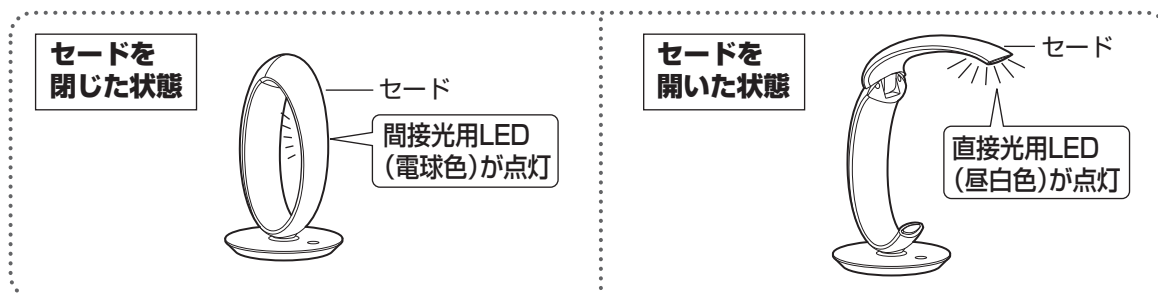 セードを
閉じた状態
セード
間接光用LED
（電球色）が点灯
セードを
開いた状態
セード
直接光用LED
（昼白色）が点灯